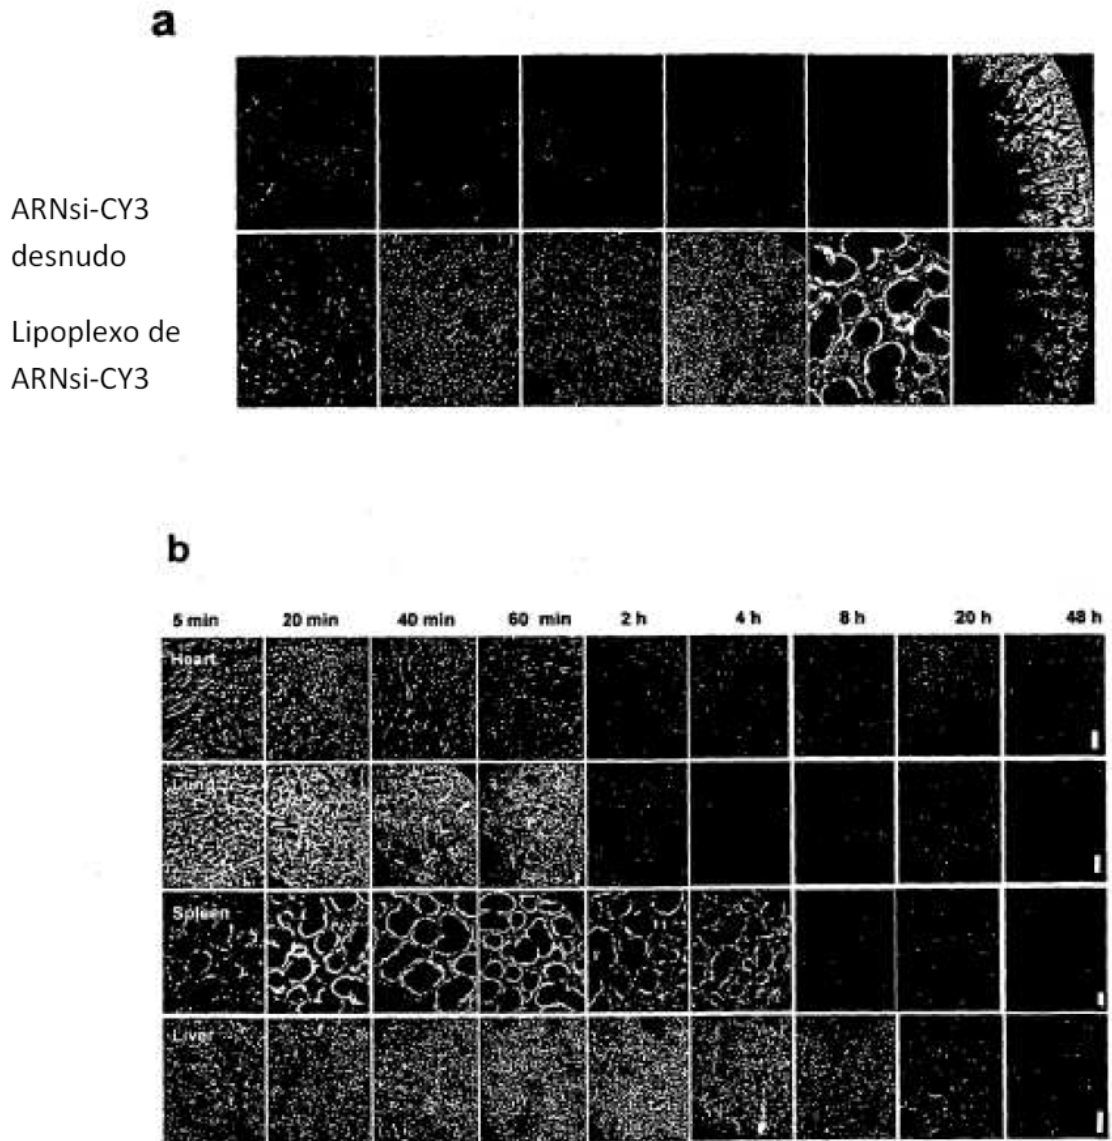 a
ARNsi-CY3
desnudo
Lipoplexo de
ARNsi-CY3
b
5 min 20 min 40 min 60 min 2 h 4 h 8 h 20 h 48 h
Heart
Lung
Spleen
Liver